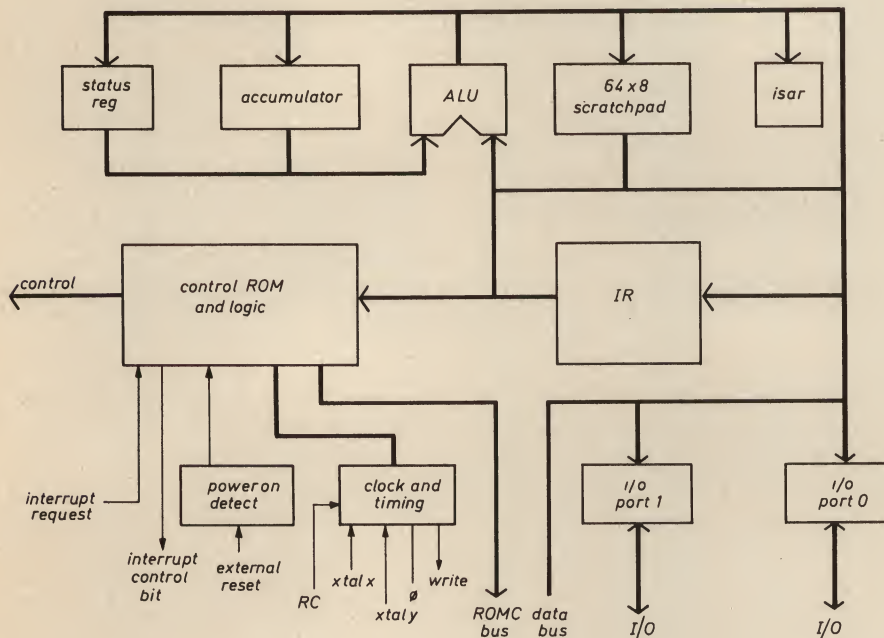 status
reg
accumulator
ALU
64 x 8
scratchpad
isar
control
control ROM
and logic
IR
interrupt
request
power on
detect
clock and
timing
i/o
port 1
i/o
port 0
interrupt
control
bit
external
reset
RC
xtal x
xtal y
ø
write
ROMC
bus
data
bus
I/O
I/O